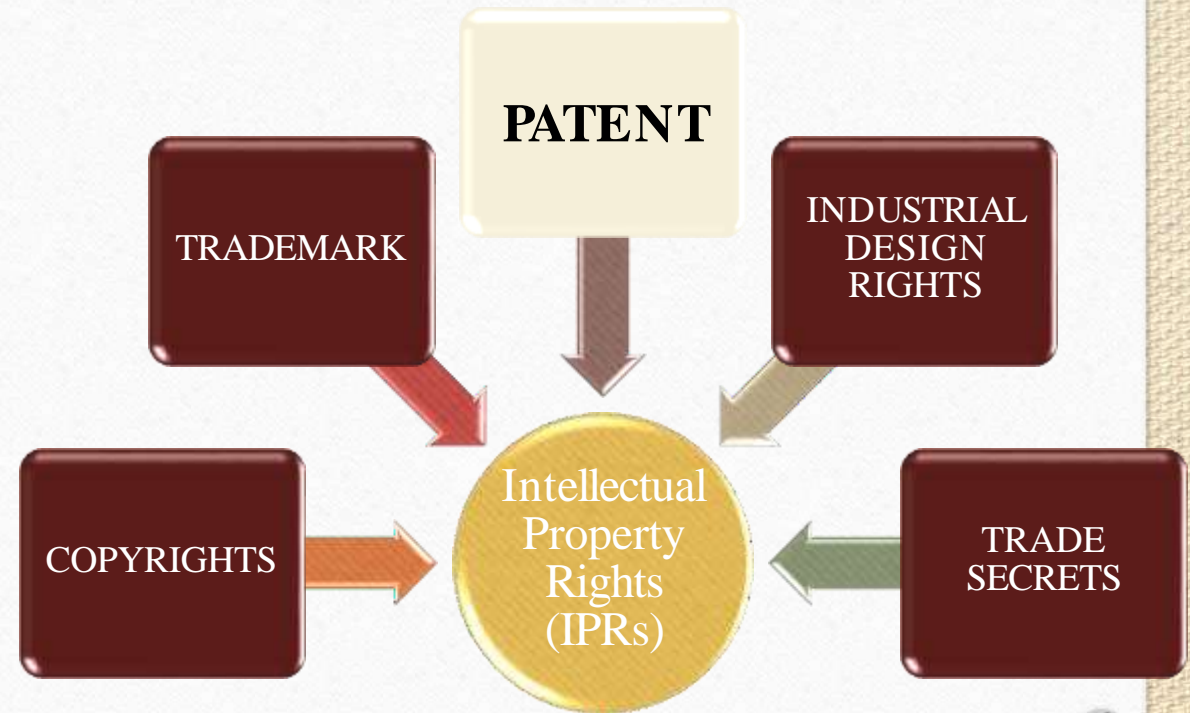 PATENT
TRADEMARK
INDUSTRIAL
DESIGN
RIGHTS
COPYRIGHTS
Intellectual
Property
Rights
(IPRs)
TRADE
SECRETS